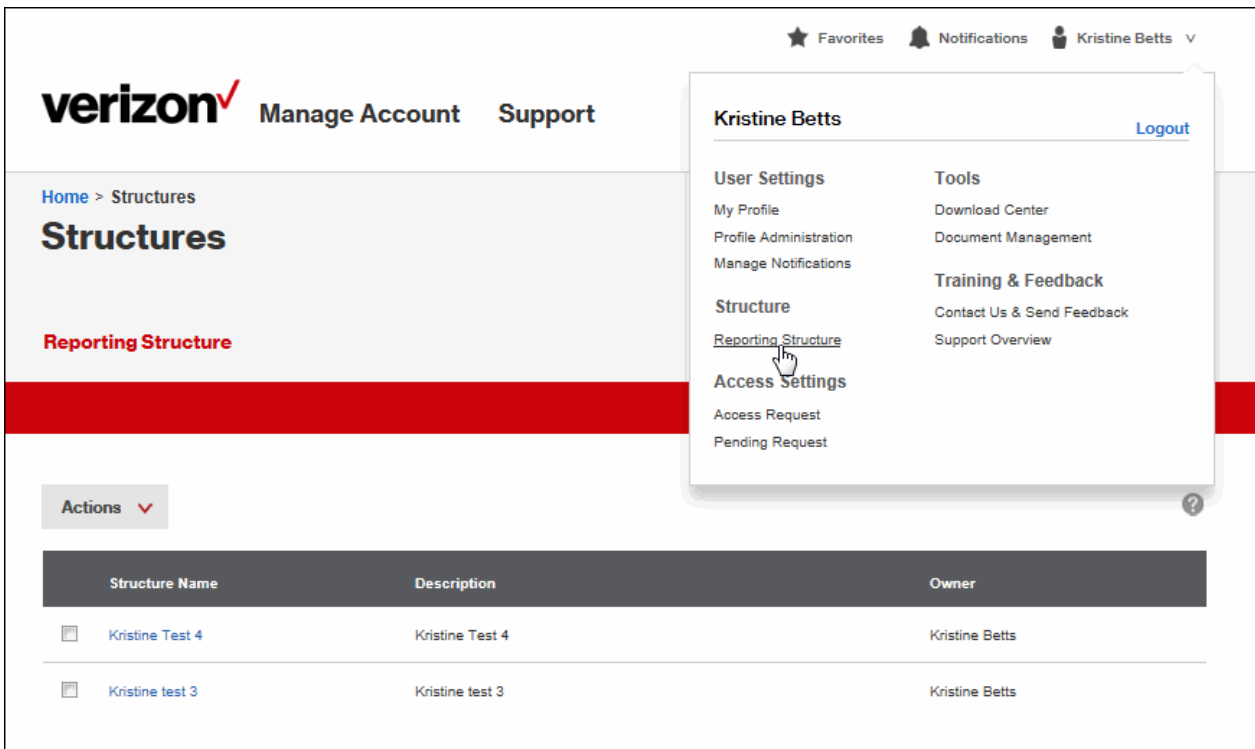 Favorites Notifications Kristine Betts
verizon Manage Account Support
Kristine Betts
Logout
User Settings
My Profile
Profile Administration
Manage Notifications
Structure
Reporting Structure
Access Settings
Access Request
Pending Request
Tools
Download Center
Document Management
Training & Feedback
Contact Us & Send Feedback
Support Overview
Home > Structures
Structures
Reporting Structure
Actions
?
Structure Name Description Owner
Kristine Test 4 Kristine Test 4 Kristine Betts
Kristine test 3 Kristine test 3 Kristine Betts